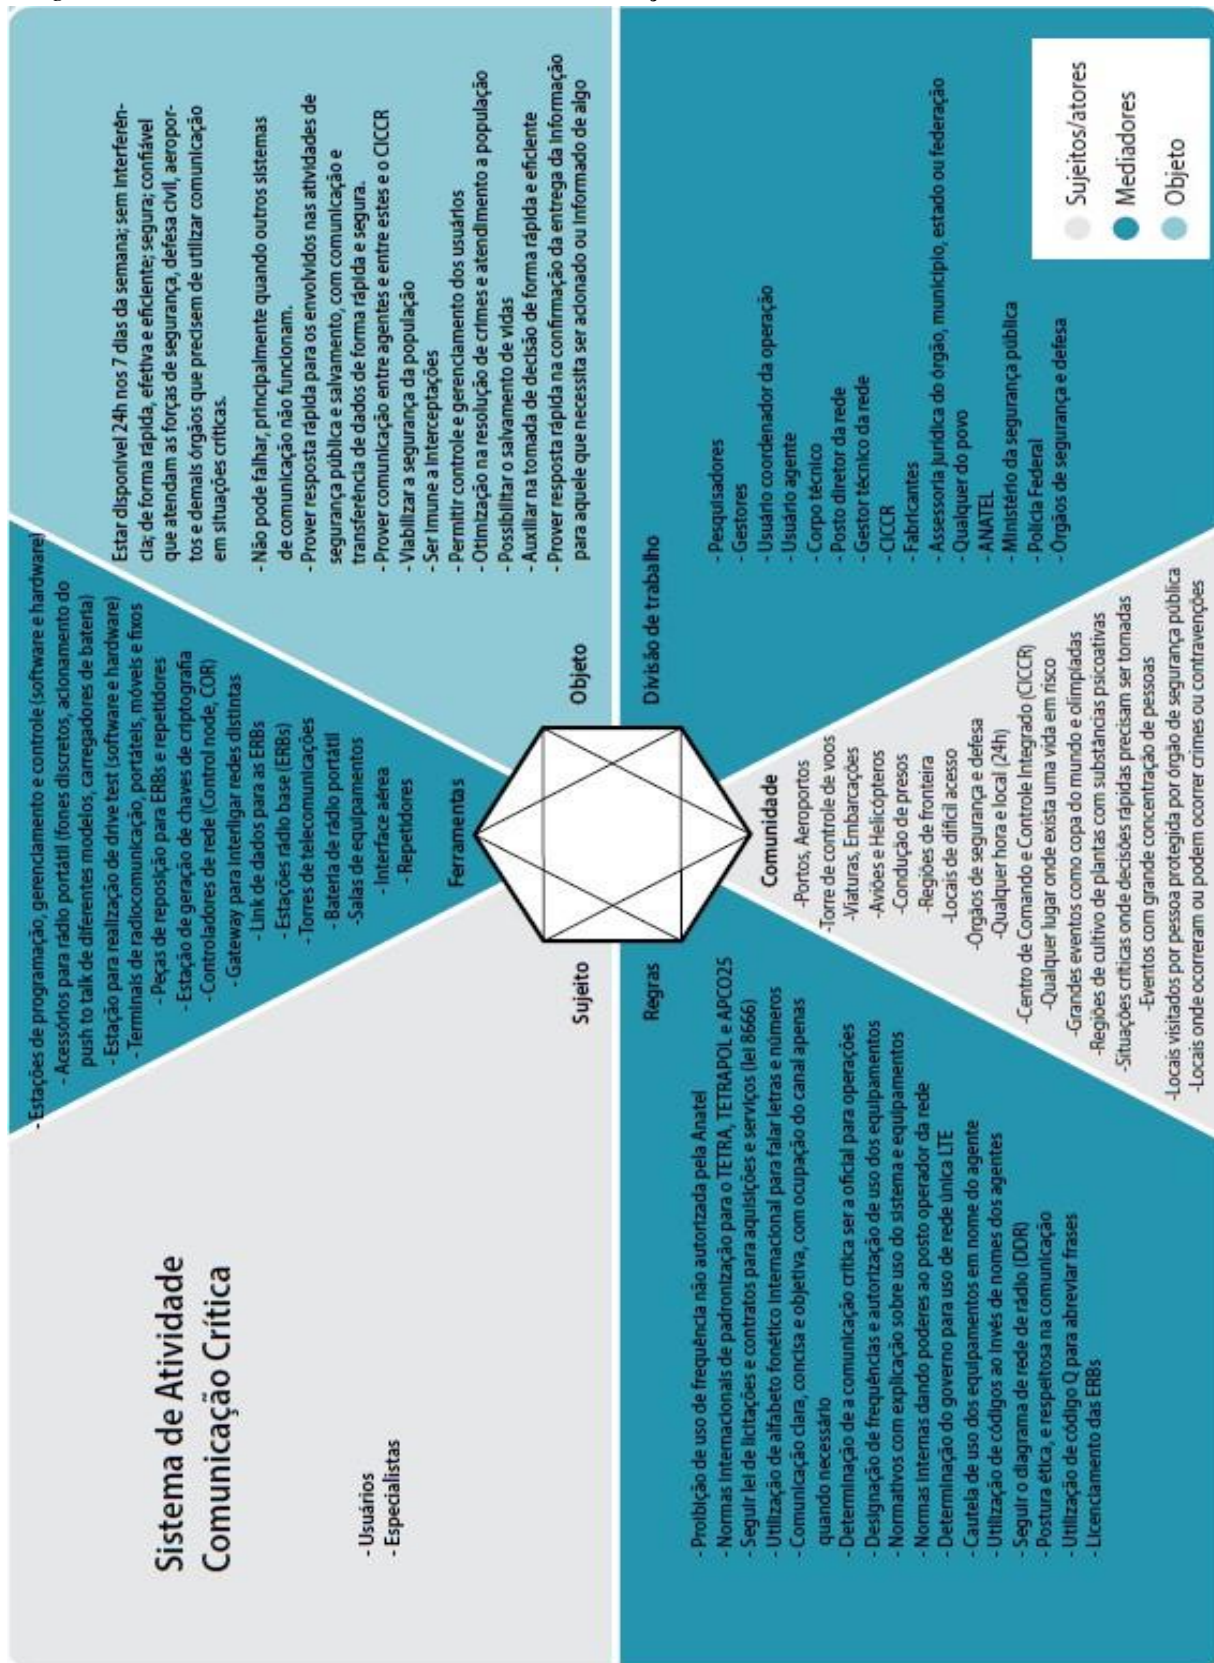 Sistema de Atividade
Comunicação Crítica
- Usuários
- Especialistas
Sujeito
- Estações de programação, gerenciamento e controle (software e hardware)
- Acessórios para rádio portátil (fones discretos, acionamento do
push to talk de diferentes modelos, carregadores de bateria)
- Estação para realização de drive test (software e hardware)
- Terminais de radiocomunicação, portáteis, móveis e fixos
- Peças de reposição para ERBs e repetidores
- Estação de geração de chaves de criptografia
- Controladores de rede (Control node, COR)
- Gateway para interligar redes distintas
- Link de dados para as ERBs
- Estações rádio base (ERBs)
- Torres de telecomunicações
- Bateria de rádio portátil
- Salas de equipamentos
- Interface aérea
- Repetidores
Ferramentas
Estar disponível 24h nos 7 dias da semana; sem interferên-
cia; de forma rápida, efetiva e eficiente; segura; confiável
que atendam as forças de segurança, defesa civil, aeropor-
tos e demais órgãos que precisem de utilizar comunicação
em situações críticas.
- Não pode falhar, principalmente quando outros sistemas
de comunicação não funcionam.
- Prover resposta rápida para os envolvidos nas atividades de
segurança pública e salvamento, com comunicação e
transferência de dados de forma rápida e segura.
- Prover comunicação entre agentes e entre estes e o CICCR
- Viabilizar a segurança da população
- Ser imune a interceptações
- Permitir controle e gerenciamento dos usuários
- Otinização na resolução de crimes e atendimento a população
- Possibilitar o salvamento de vidas
- Auxiliar na tomada de decisão de forma rápida e eficiente
- Prover resposta rápida na confirmação da entrega da informação
para aquele que necessita ser acionado ou informado de algo
Objeto
Regras
- Proibição de uso de frequência não autorizada pela Anatel
- Normas internacionais de padronização para o TETRA, TETRAPOL e APCO25
- Seguir lei de licitações e contratos para aquisições e serviços (lei 8666)
- Utilização de alfabeto fonético internacional para falar letras e números
- Comunicação clara, concisa e objetiva, com ocupação do canal apenas
quando necessário
- Determinação de a comunicação crítica ser a oficial para operações
- Designação de frequências e autorização de uso dos equipamentos
- Normativos com explicação sobre uso do sistema e equipamentos
- Normas internas dando poderes ao posto operador da rede
- Determinação do governo para uso de rede única LTE
- Cautela de uso dos equipamentos em nome do agente
- Utilização de códigos ao invés de nomes dos agentes
- Seguir o diagrama de rede de rádio (DDR)
- Postura ética, e respeitosa na comunicação
- Utilização de código Q para abreviar frases
- Licenciamento das ERBs
Comunidade
-Portos, Aeroportos
-Torre de controle de voos
-Viaturas, Embarcações
-Aviões e Helicópteros
-Condução de presos
-Regiões de fronteira
-Locais de difícil acesso
-Órgãos de segurança e defesa
-Qualquer hora e local (24h)
-Centro de Comando e Controle Integrado (CICCR)
-Qualquer lugar onde exista uma vida em risco
-Grandes eventos como copa do mundo e olimpíadas
-Regiões de cultivo de plantas com substâncias psicoativas
-Situações críticas onde decisões rápidas precisam ser tomadas
-Eventos com grande concentração de pessoas
-Locais visitados por pessoa protegida por órgão de segurança pública
-Locais onde ocorreram ou podem ocorrer crimes ou contravenções
Divisão de trabalho
- Pesquisadores
- Gestores
- Usuário coordenador da operação
- Usuário agente
- Corpo técnico
- Posto diretor da rede
- Gestor técnico da rede
- CICCR
- Fabricantes
- Assessoria jurídica do órgão, município, estado ou federação
- Qualquer do povo
- ANATEL
- Ministério da segurança pública
- Polícia Federal
- Órgãos de segurança e defesa
Sujeitos/atores
Mediadores
Objeto